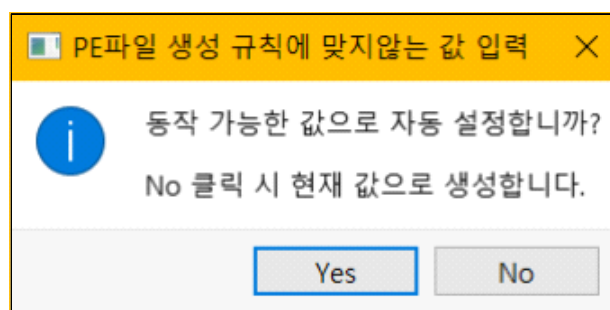 PE파일 생성 규칙에 맞지않는 값 입력
동작 가능한 값으로 자동 설정합니까?
No 클릭 시 현재 값으로 생성합니다.
Yes No